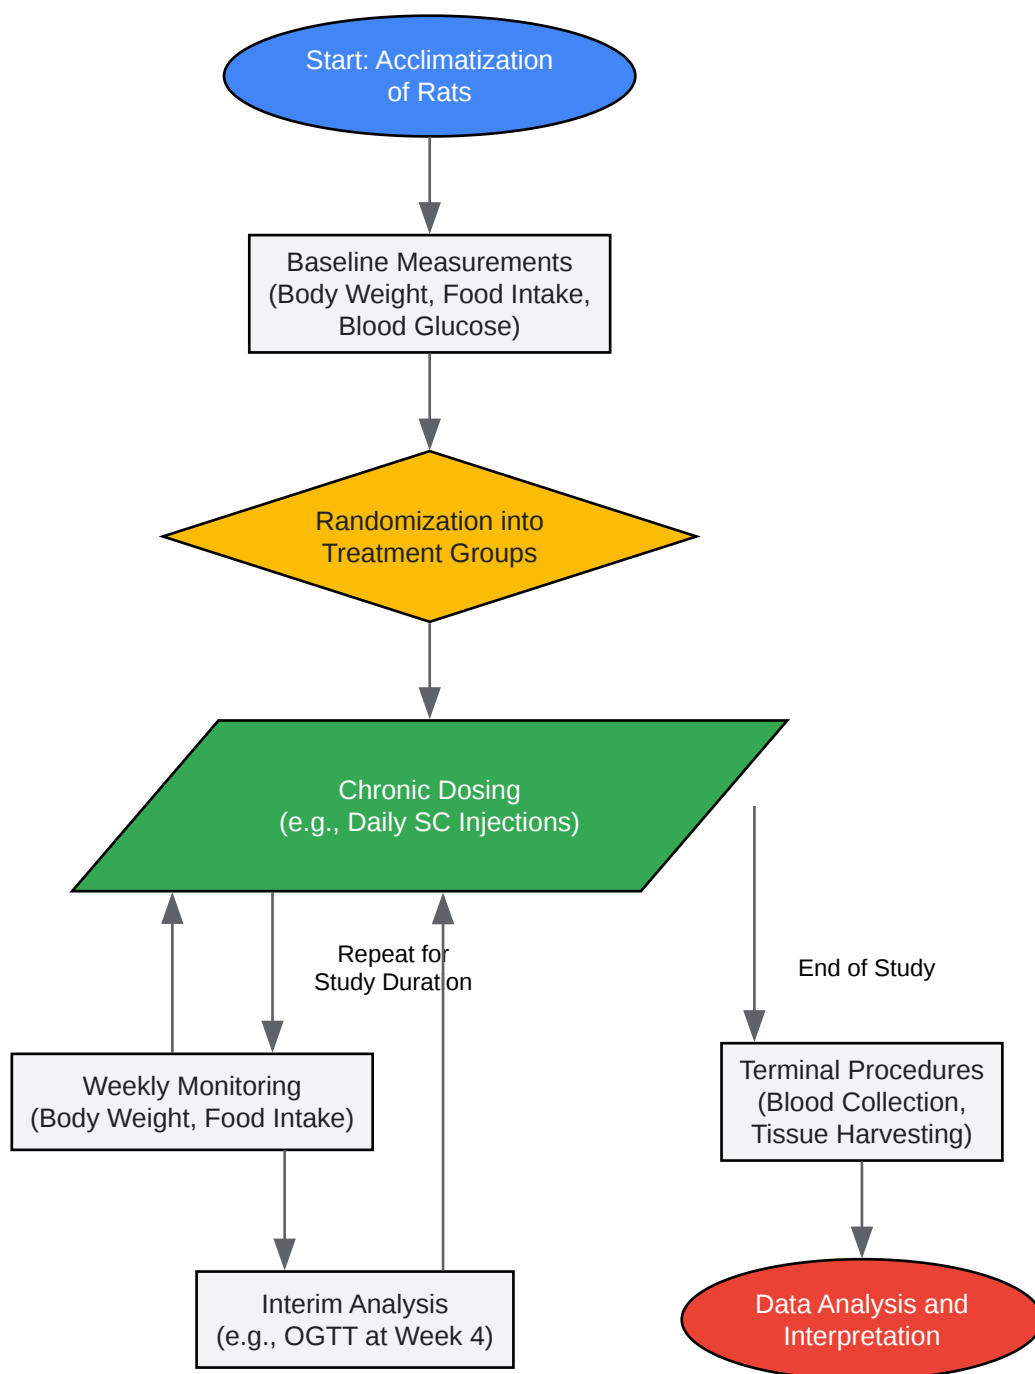 Start: Acclimatization
of Rats
Baseline Measurements
(Body Weight, Food Intake,
Blood Glucose)
Randomization into
Treatment Groups
Chronic Dosing
(e.g., Daily SC Injections)
Repeat for
Study Duration
End of Study
Weekly Monitoring
(Body Weight, Food Intake)
Terminal Procedures
(Blood Collection,
Tissue Harvesting)
Interim Analysis
(e.g., OGTT at Week 4)
Data Analysis and
Interpretation